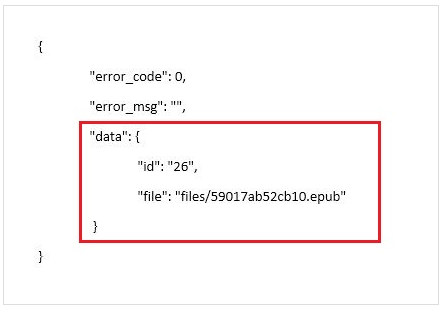 {
"error_code": 0,
"error_msg": "",
"data": {
"id": "26",
"file": "files/59017ab52cb10.epub"
}
}